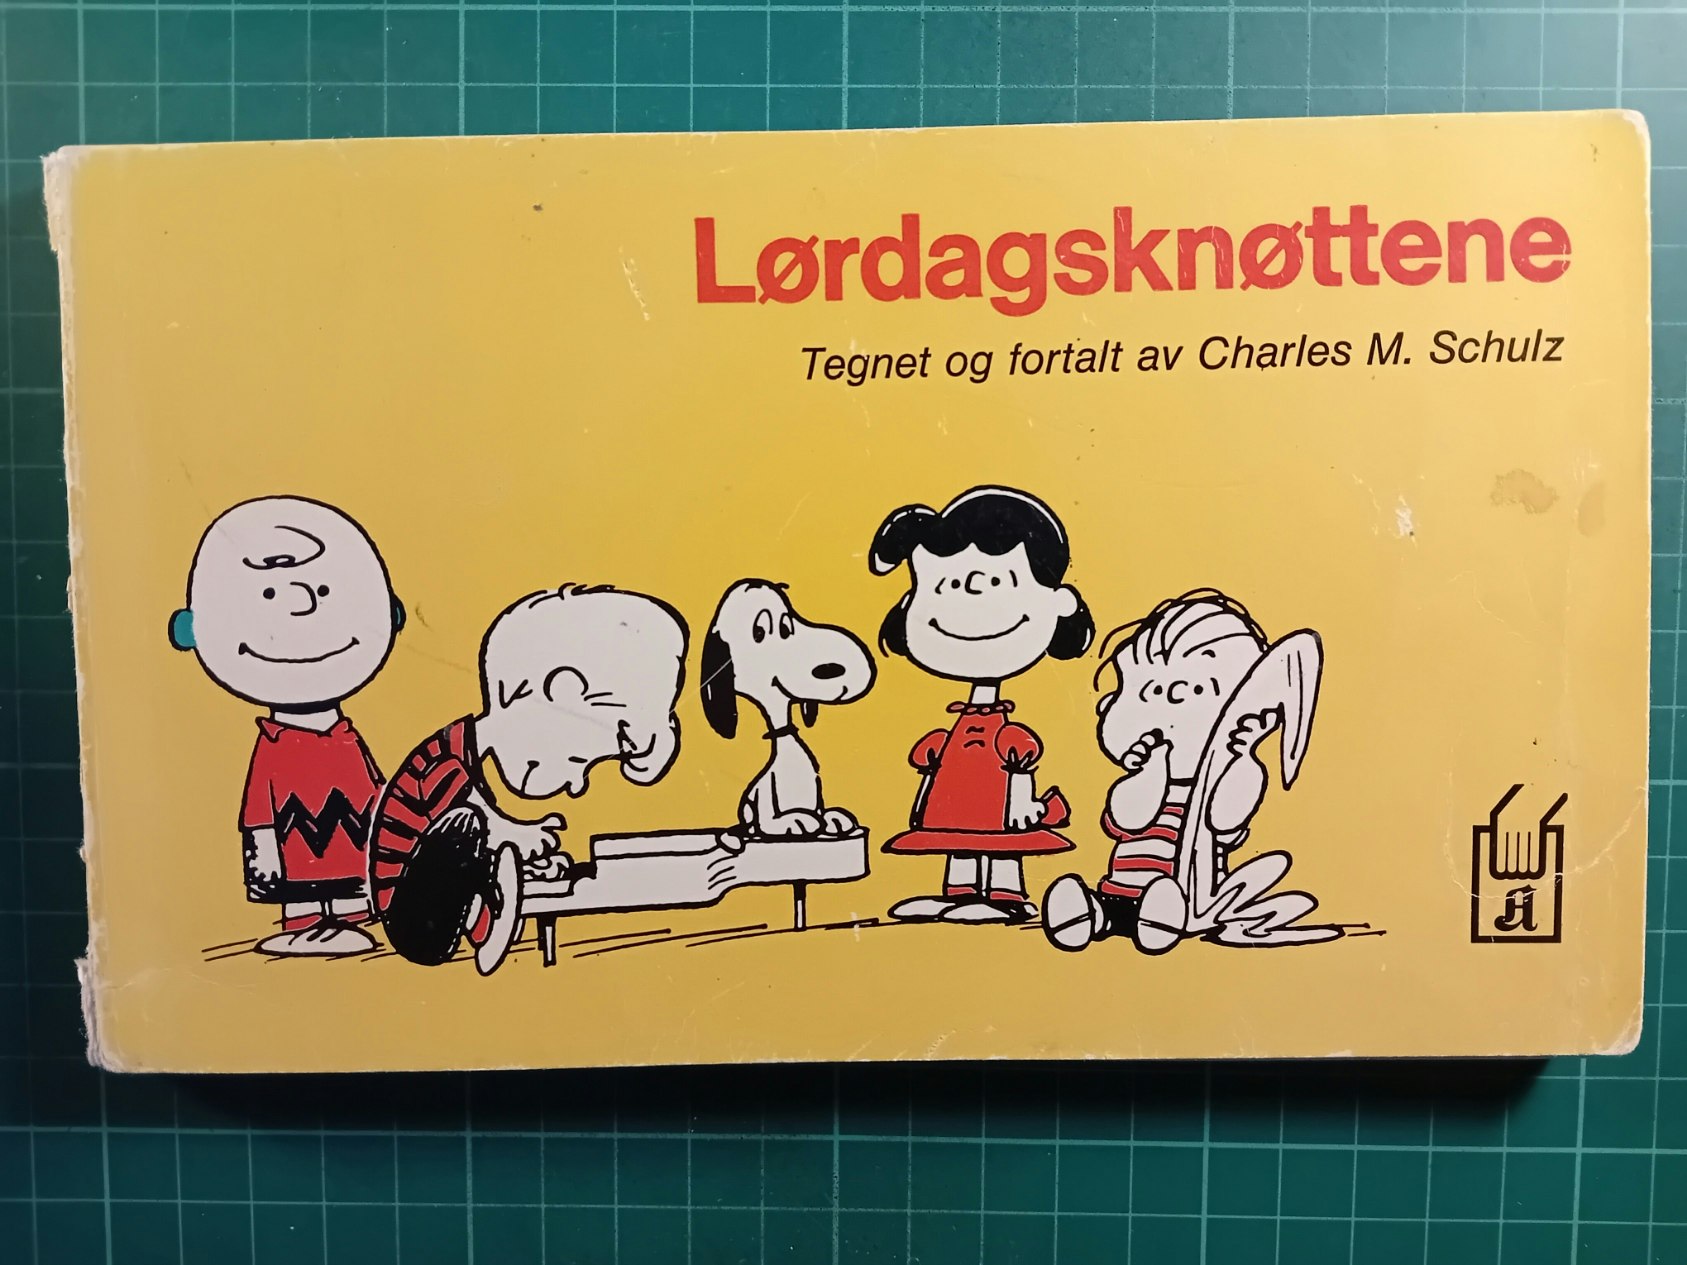 Lørdagsknøttene
Tegnet og fortalt av Charles M. Schulz
A